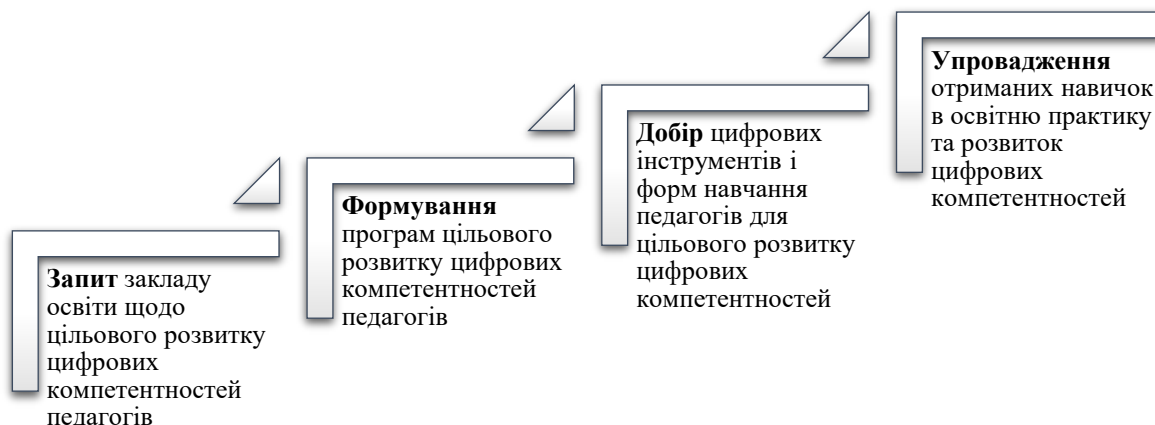 Запит закладу
освіти щодо
цільового розвитку
цифрових
компетентностей
педагогів
Формування
програм цільового
розвитку цифрових
компетентностей
педагогів
Добір цифрових
інструментів і
форм навчання
педагогів для
цільового розвитку
цифрових
компетентностей
Упровадження
отриманих навичок
в освітню практику
та розвиток
цифрових
компетентностей